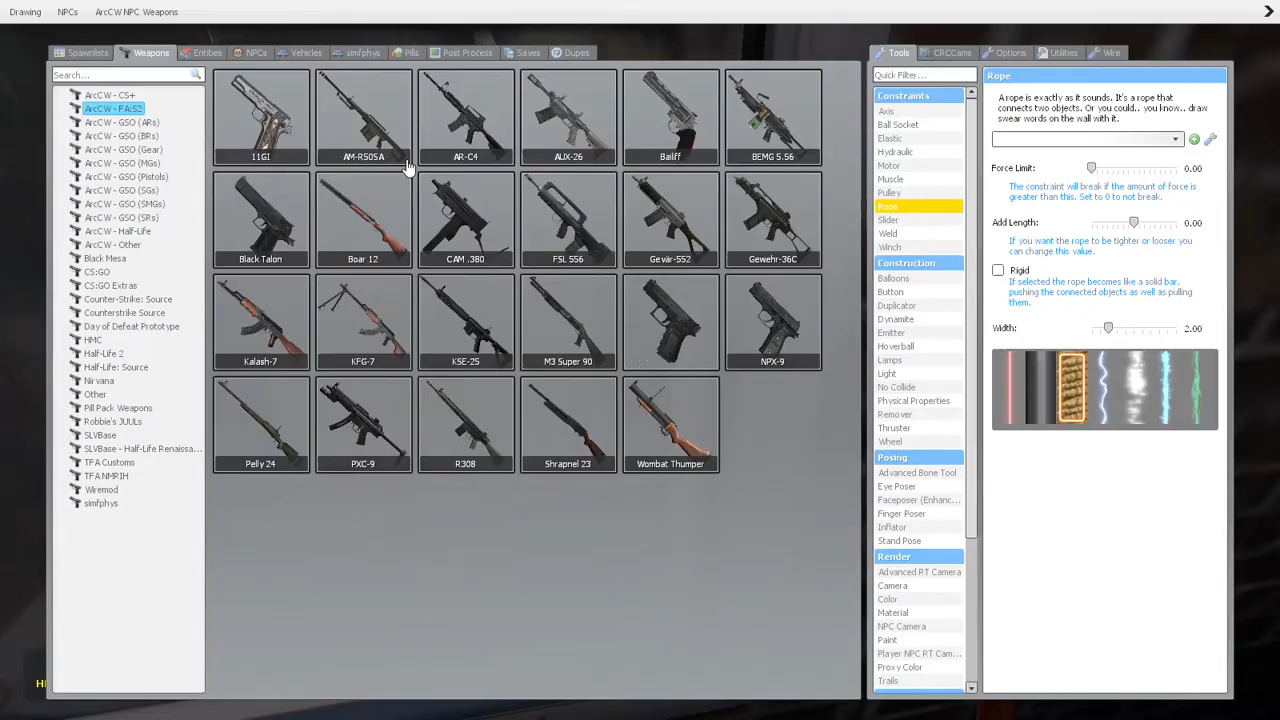 Drawing NPCs ArcCW NPC Weapons
Spawnlists Weapons Entities NPCs Vehicles simfphys Pills Post Process Saves Dupes
Search...
ArcCW - CS+
ArcCW - FA:S2
ArcCW - GSO (ARs)
ArcCW - GSO (BRs)
ArcCW - GSO (Gear)
ArcCW - GSO (MGs)
ArcCW - GSO (Pistols)
ArcCW - GSO (SGs)
ArcCW - GSO (SMGs)
ArcCW - GSO (SRs)
ArcCW - Half-Life
ArcCW - Other
Black Mesa
CS:GO
CS:GO Extras
Counter-Strike: Source
Counterstrike Source
Day of Defeat Prototype
HMC
Half-Life 2
Half-Life: Source
Nirvana
Other
Pill Pack Weapons
Robbie's JUULs
SLVBase
SLVBase - Half-Life Renaissa...
TFA Customs
TFA NMRIH
Wiremod
simfphys
11GI AM-R505A AR-C4 AUX-26 Bailiff BEMG 5.56
Black Talon Boar 12 CAM .380 FSL 556 Gevär-552 Gewehr-36C
Kalash-7 KFG-7 KSE-25 M3 Super 90 NPX-9
Pelly 24 PXC-9 R308 Shrapnel 23 Wombat Thumper
Tools CRCCams Options Utilities Wire
Quick Filter...
Constraints
Axis
Ball Socket
Elastic
Hydraulic
Motor
Muscle
Pulley
Rope
Slider
Weld
Winch
Construction
Balloons
Button
Duplicator
Dynamite
Emitter
Hoverball
Lamps
Light
No Collide
Physical Properties
Remover
Thruster
Wheel
Posing
Advanced Bone Tool
Eye Poser
Faceposer (Enhanc...
Finger Poser
Inflator
Stand Pose
Render
Advanced RT Camera
Camera
Color
Material
NPC Camera
Paint
Player NPC RT Cam...
Proxy Color
Trails
Rope
A rope is exactly as it sounds. It's a rope that
connects two objects. Or you could.. you know.. draw
swear words on the wall with it.
Force Limit: 0.00
The constraint will break if the amount of force is
greater than this. Set to 0 to not break.
Add Length: 0.00
If you want the rope to be tighter or looser you
can change this value.
Rigid
If selected the rope becomes like a solid bar,
pushing the connected objects as well as pulling
them.
Width: 2.00